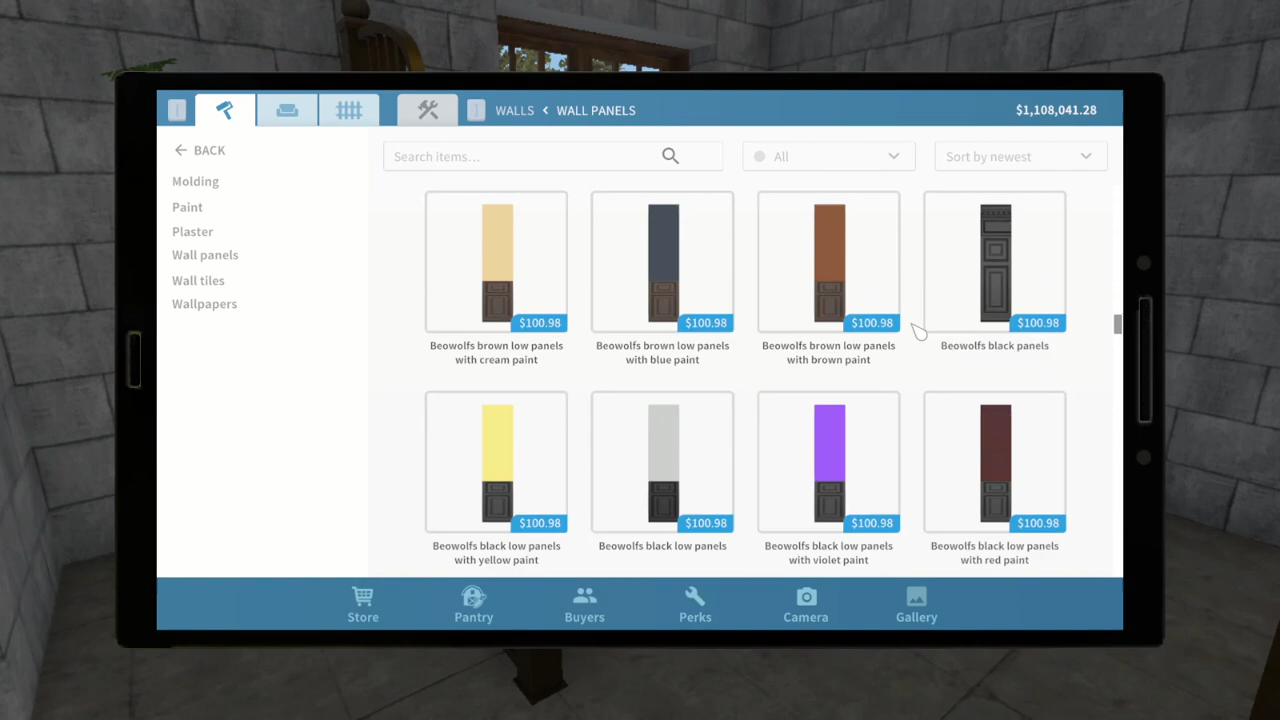 WALLS < WALL PANELS
$1,108,041.28
BACK
Search items...
All
Sort by newest
Molding
Paint
Plaster
Wall panels
Wall tiles
Wallpapers
$100.98
$100.98
$100.98
$100.98
Beowolfs brown low panels
with cream paint
Beowolfs brown low panels
with blue paint
Beowolfs brown low panels
with brown paint
Beowolfs black panels
$100.98
$100.98
$100.98
$100.98
Beowolfs black low panels
with yellow paint
Beowolfs black low panels
Beowolfs black low panels
with violet paint
Beowolfs black low panels
with red paint
Store
Pantry
Buyers
Perks
Camera
Gallery